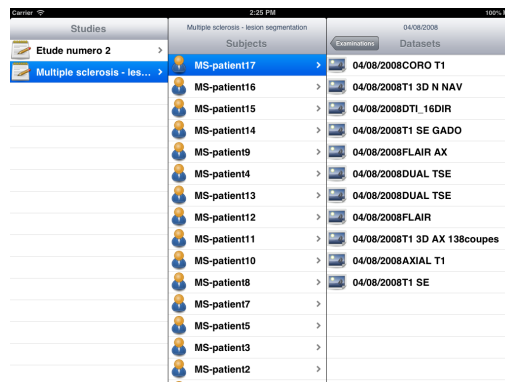 Carrier
2:25 PM
100%
Studies
Etude numero 2
Multiple sclerosis - les...
Multiple sclerosis - lesion segmentation
Subjects
MS-patient17
MS-patient16
MS-patient15
MS-patient14
MS-patient9
MS-patient4
MS-patient13
MS-patient12
MS-patient11
MS-patient10
MS-patient8
MS-patient7
MS-patient5
MS-patient3
MS-patient2
04/08/2008
Examinations
Datasets
04/08/2008CORO T1
04/08/2008T1 3D N NAV
04/08/2008DTI_16DIR
04/08/2008T1 SE GADO
04/08/2008FLAIR AX
04/08/2008DUAL TSE
04/08/2008DUAL TSE
04/08/2008FLAIR
04/08/2008T1 3D AX 138coupes
04/08/2008AXIAL T1
04/08/2008T1 SE